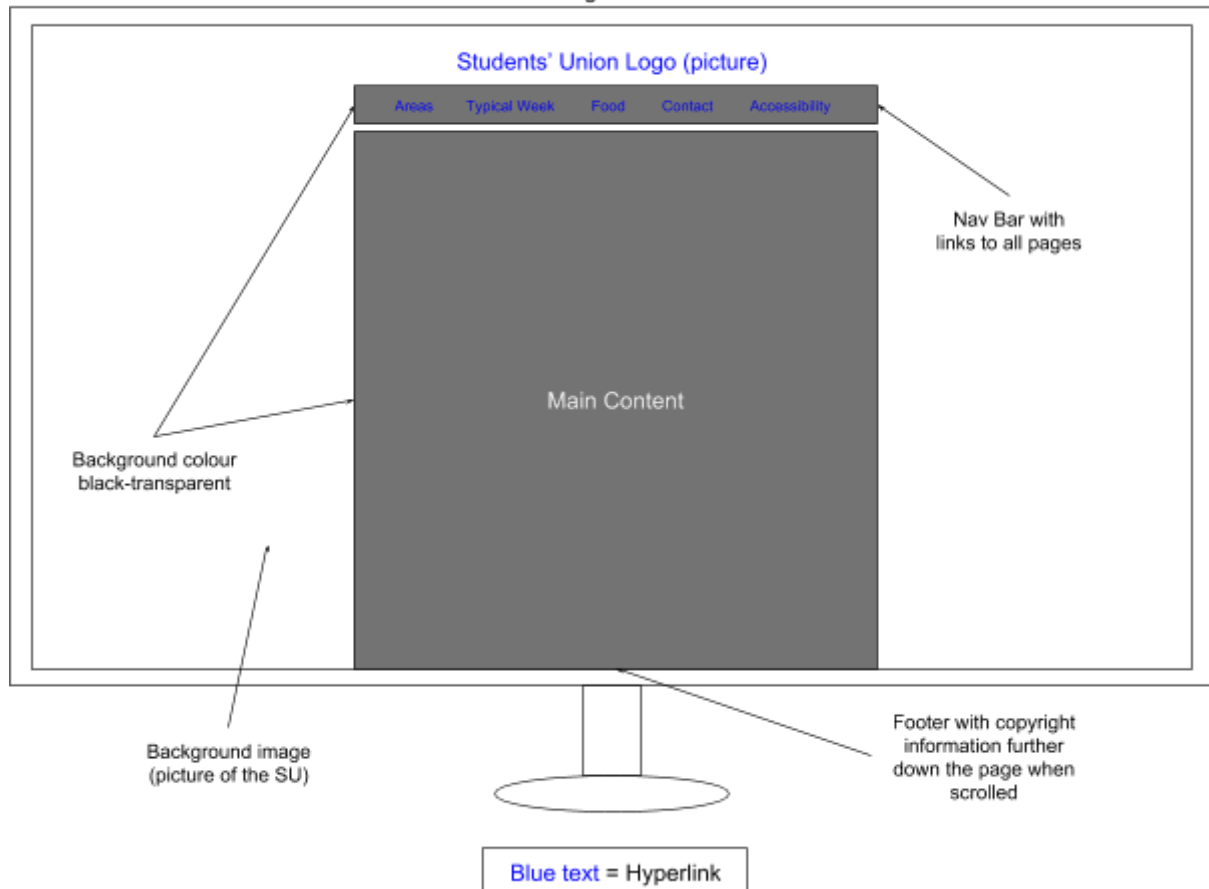 Students' Union Logo (picture)
Areas Typical Week Food Contact Accessibility
Nav Bar with
links to all pages
Main Content
Background colour
black-transparent
Background image
(picture of the SU)
Footer with copyright
information further
down the page when
scrolled
Blue text = Hyperlink